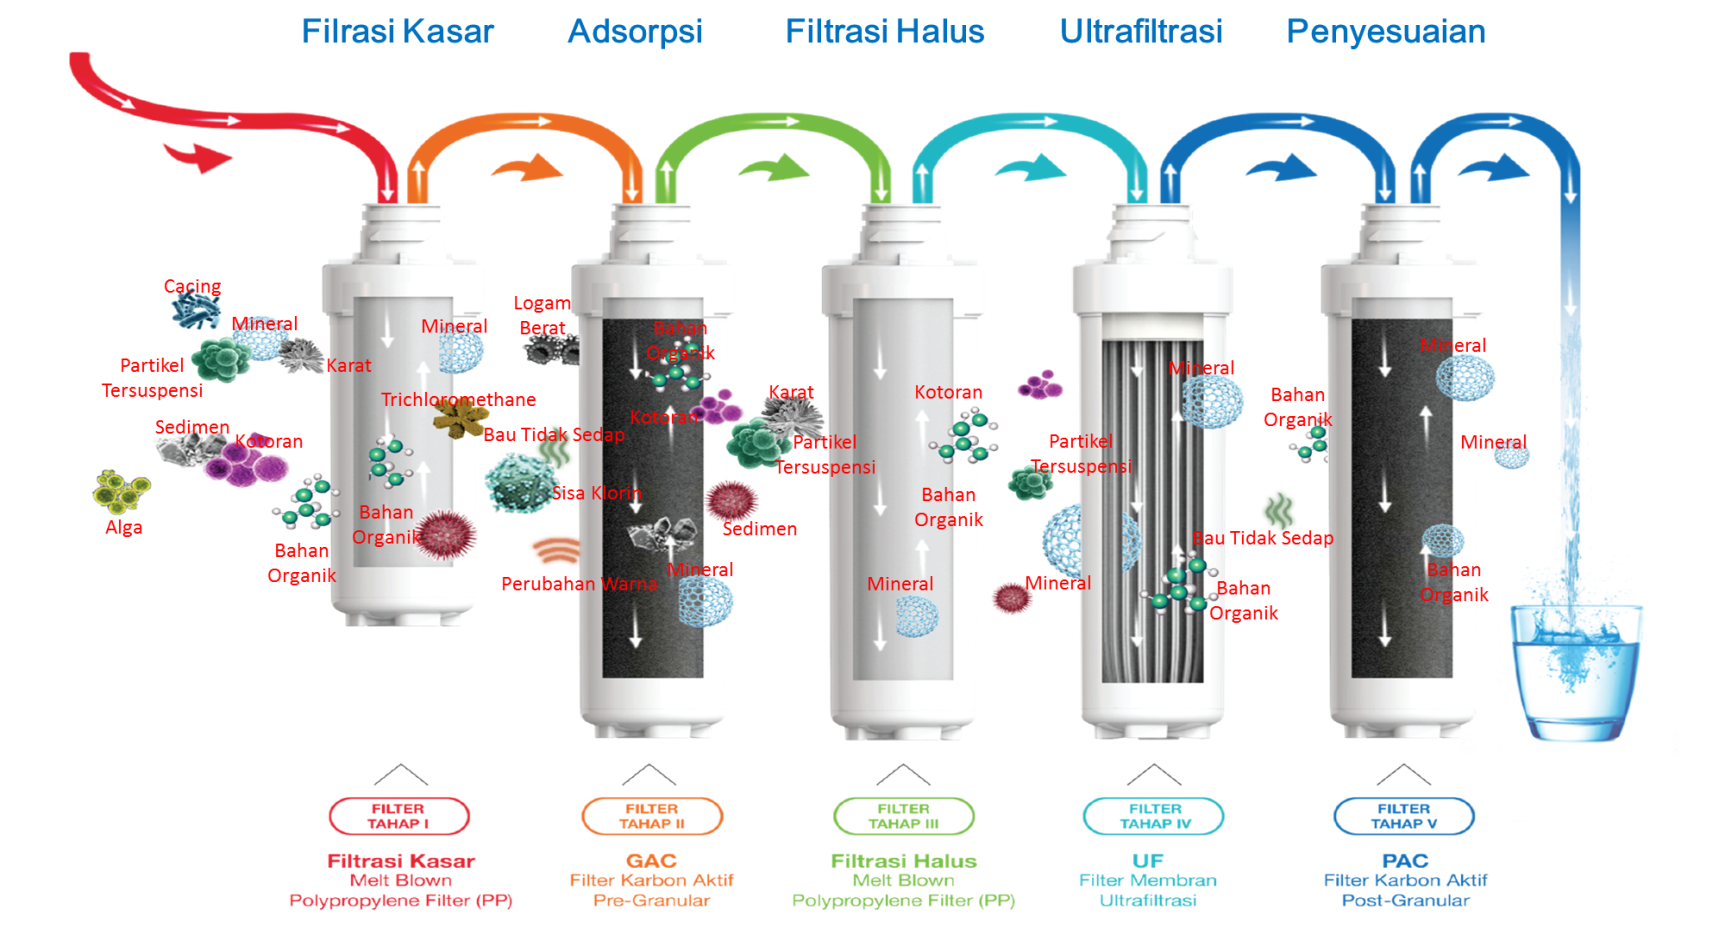 Filrasi Kasar
Adsorpsi
Filtrasi Halus
Ultrafiltrasi
Penyesuaian
Cacing
Mineral
Partikel
Tersuspensi
Karat
Sedimen
Kotoran
Alga
Bahan
Organik
Mineral
Trichloromethane
Bahan
Organik
Logam
Berat
Bau Tidak Sedap
Sisa Klorin
Perubahan Warna
Bahan
Organik
Kotoran
Mineral
Karat
Partikel
Tersuspensi
Sedimen
Kotoran
Bahan
Organik
Mineral
Partikel
Tersuspensi
Mineral
Mineral
Bahan
Organik
Bahan
Organik
Bau Tidak Sedap
Mineral
Mineral
Bahan
Organik
FILTER
TAHAP I
Filtrasi Kasar
Melt Blown
Polypropylene Filter (PP)
FILTER
TAHAP II
GAC
Filter Karbon Aktif
Pre-Granular
FILTER
TAHAP III
Filtrasi Halus
Melt Blown
Polypropylene Filter (PP)
FILTER
TAHAP IV
UF
Filter Membran
Ultrafiltrasi
FILTER
TAHAP V
PAC
Filter Karbon Aktif
Post-Granular